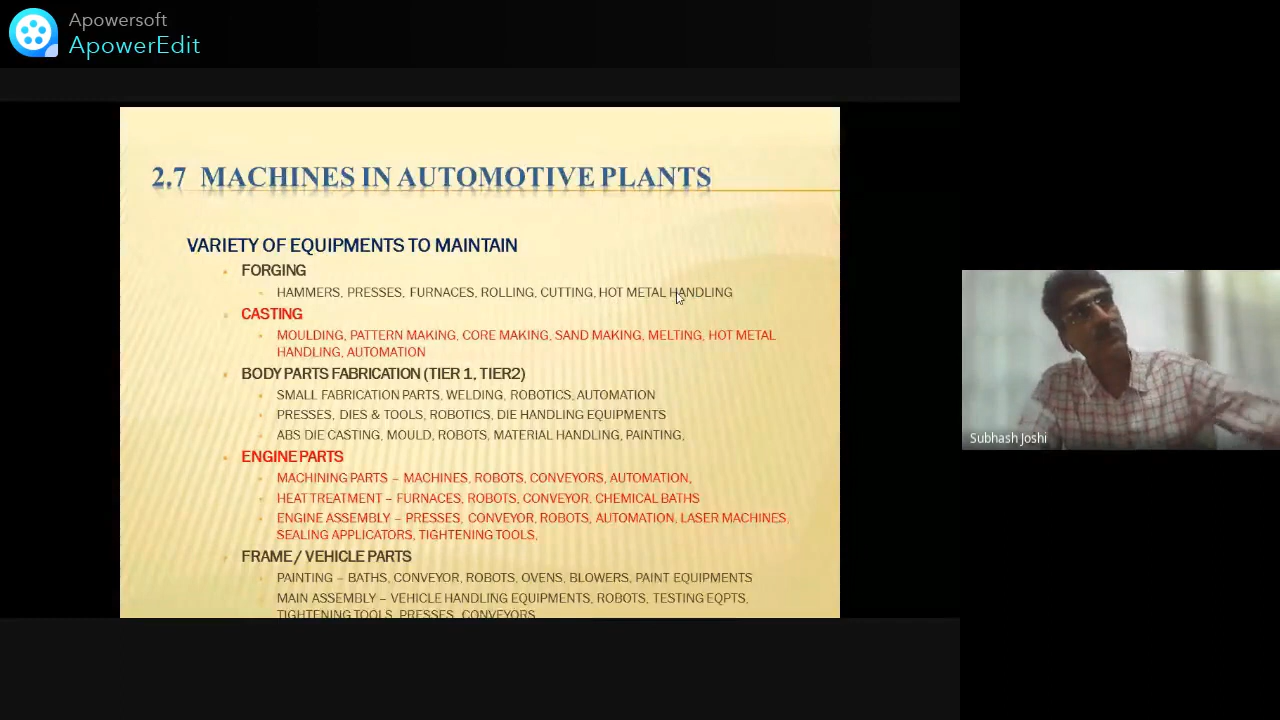 Apowersoft
ApowerEdit
2.7 MACHINES IN AUTOMOTIVE PLANTS
VARIETY OF EQUIPMENTS TO MAINTAIN
FORGING
HAMMERS, PRESSES, FURNACES, ROLLING, CUTTING, HOT METAL HANDLING
CASTING
MOULDING, PATTERN MAKING, CORE MAKING, SAND MAKING, MELTING, HOT METAL
HANDLING, AUTOMATION
BODY PARTS FABRICATION (TIER 1, TIER2)
SMALL FABRICATION PARTS, WELDING, ROBOTICS, AUTOMATION
PRESSES, DIES & TOOLS, ROBOTICS, DIE HANDLING EQUIPMENTS
ABS DIE CASTING, MOULD, ROBOTS, MATERIAL HANDLING, PAINTING,
ENGINE PARTS
MACHINING PARTS – MACHINES, ROBOTS, CONVEYORS, AUTOMATION,
HEAT TREATMENT – FURNACES, ROBOTS, CONVEYOR, CHEMICAL BATHS
ENGINE ASSEMBLY – PRESSES, CONVEYOR, ROBOTS, AUTOMATION, LASER MACHINES,
SEALING APPLICATORS, TIGHTENING TOOLS,
FRAME / VEHICLE PARTS
PAINTING – BATHS, CONVEYOR, ROBOTS, OVENS, BLOWERS, PAINT EQUIPMENTS
MAIN ASSEMBLY – VEHICLE HANDLING EQUIPMENTS, ROBOTS, TESTING EQPTS,
TIGHTENING TOOLS, PRESSES, CONVEYORS
Subhash Joshi